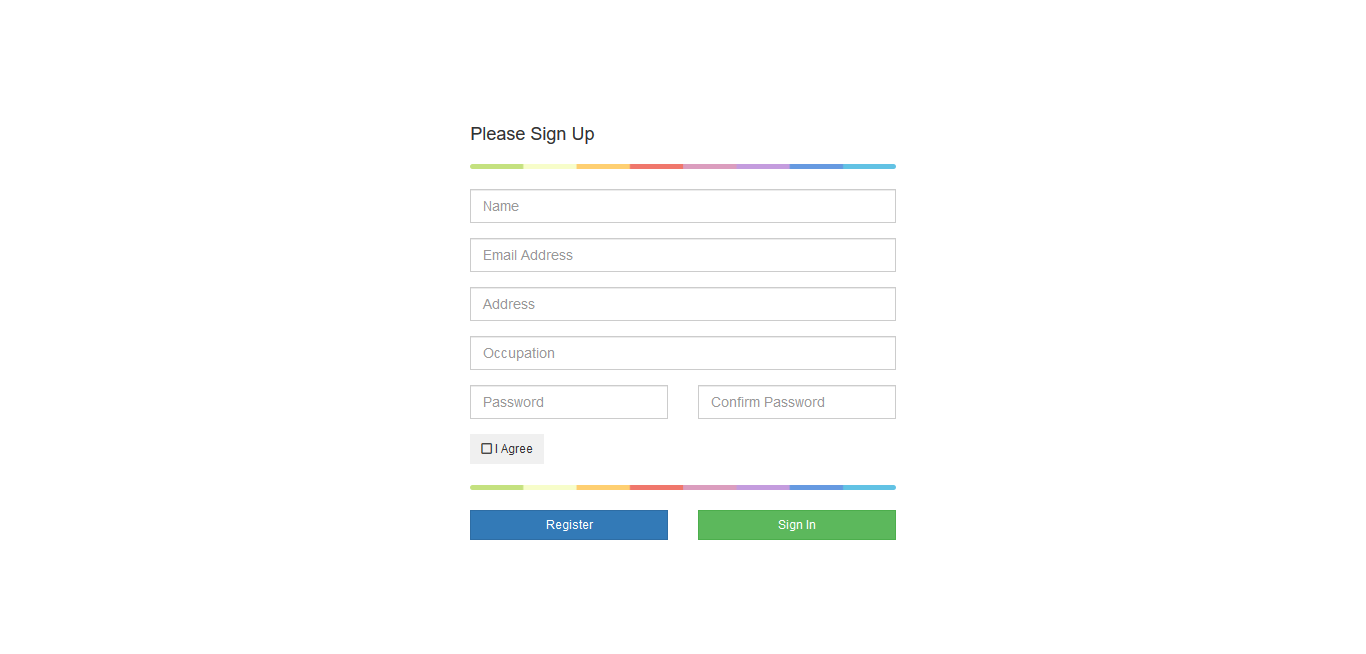 Please Sign Up
Name
Email Address
Address
Occupation
Password Confirm Password
I Agree
Register Sign In